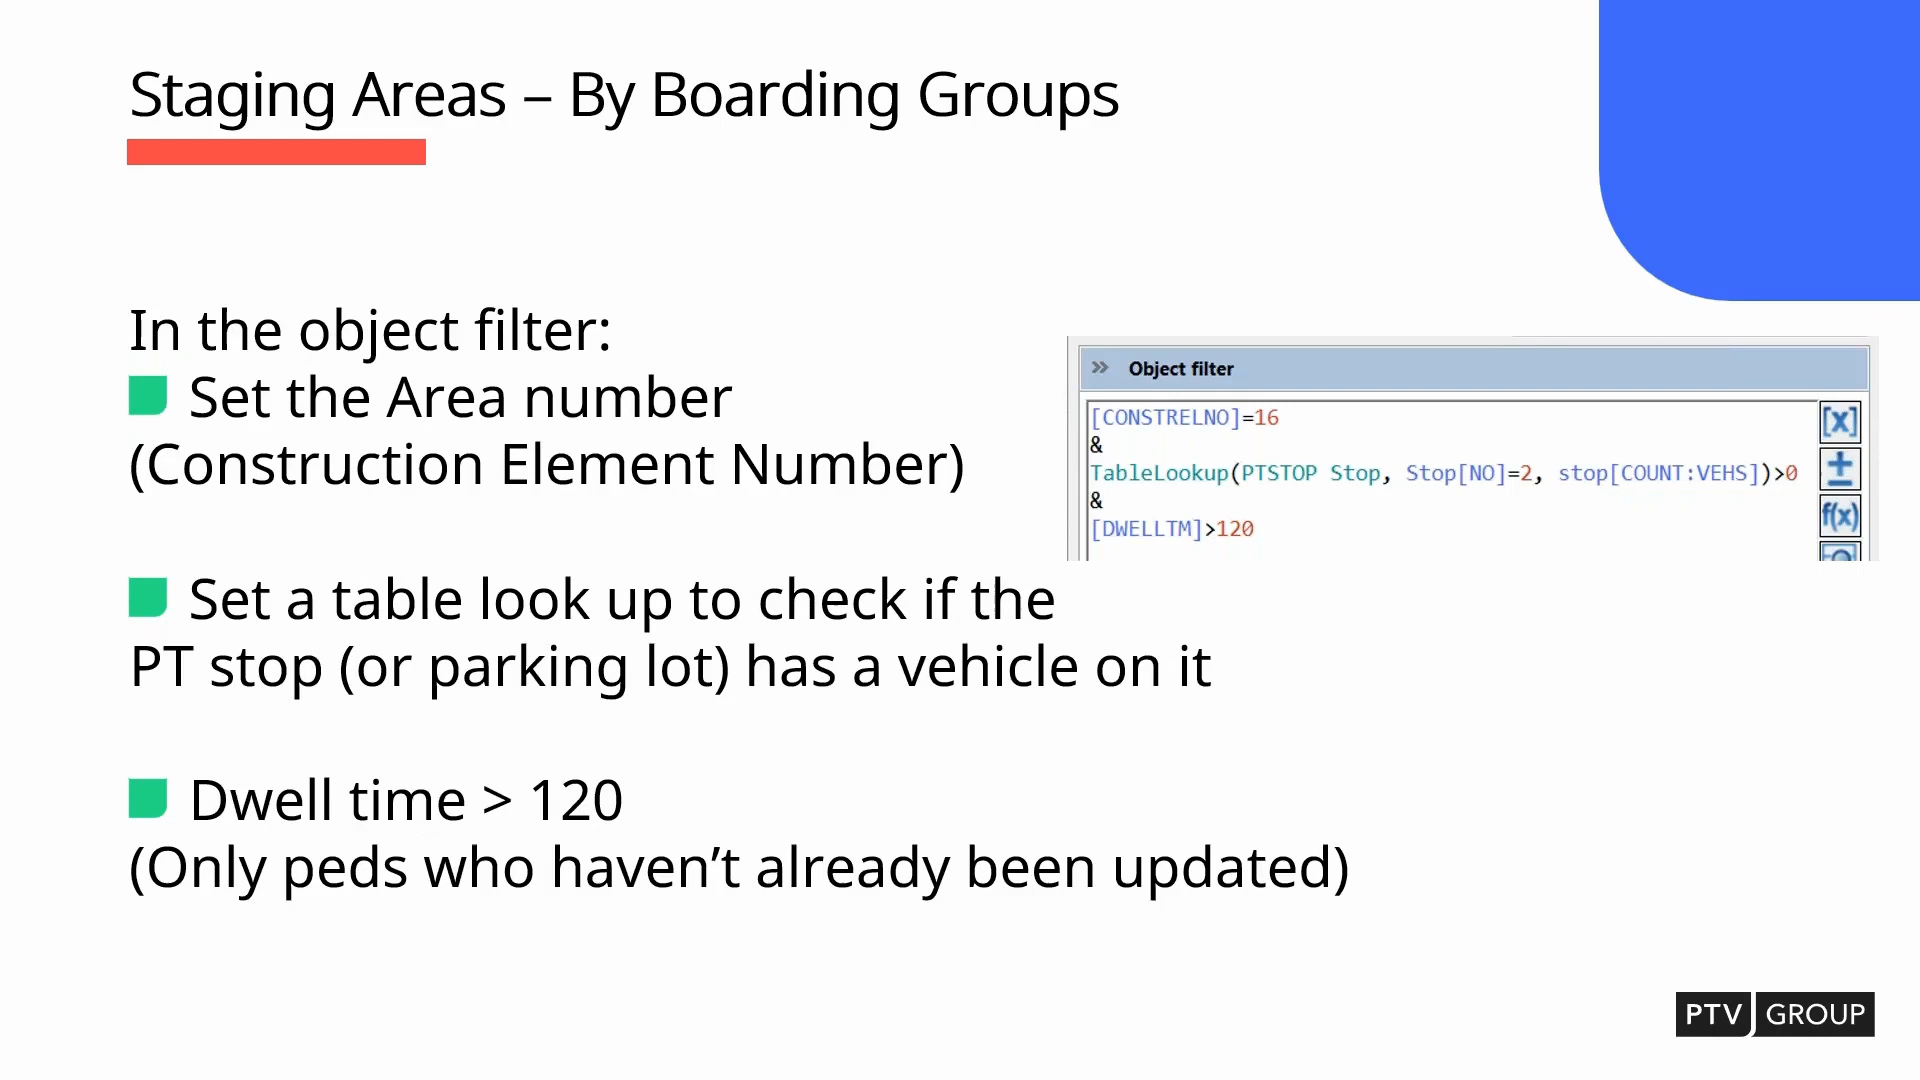 Staging Areas – By Boarding Groups
In the object filter:
Set the Area number
(Construction Element Number)
Set a table look up to check if the
PT stop (or parking lot) has a vehicle on it
Dwell time > 120
(Only peds who haven’t already been updated)
Object filter
[CONSTRELNO]=16
&
TableLookup(PTSTOP Stop, Stop[NO]=2, stop[COUNT:VEHS])>0
&
[DWELLTM]>120
[x]
±
f(x)
PTV GROUP